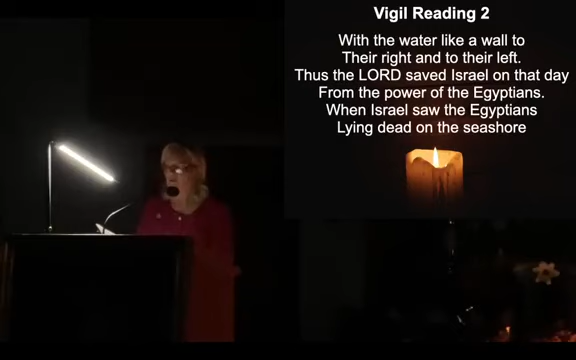 Vigil Reading 2
With the water like a wall to
Their right and to their left.
Thus the LORD saved Israel on that day
From the power of the Egyptians.
When Israel saw the Egyptians
Lying dead on the seashore